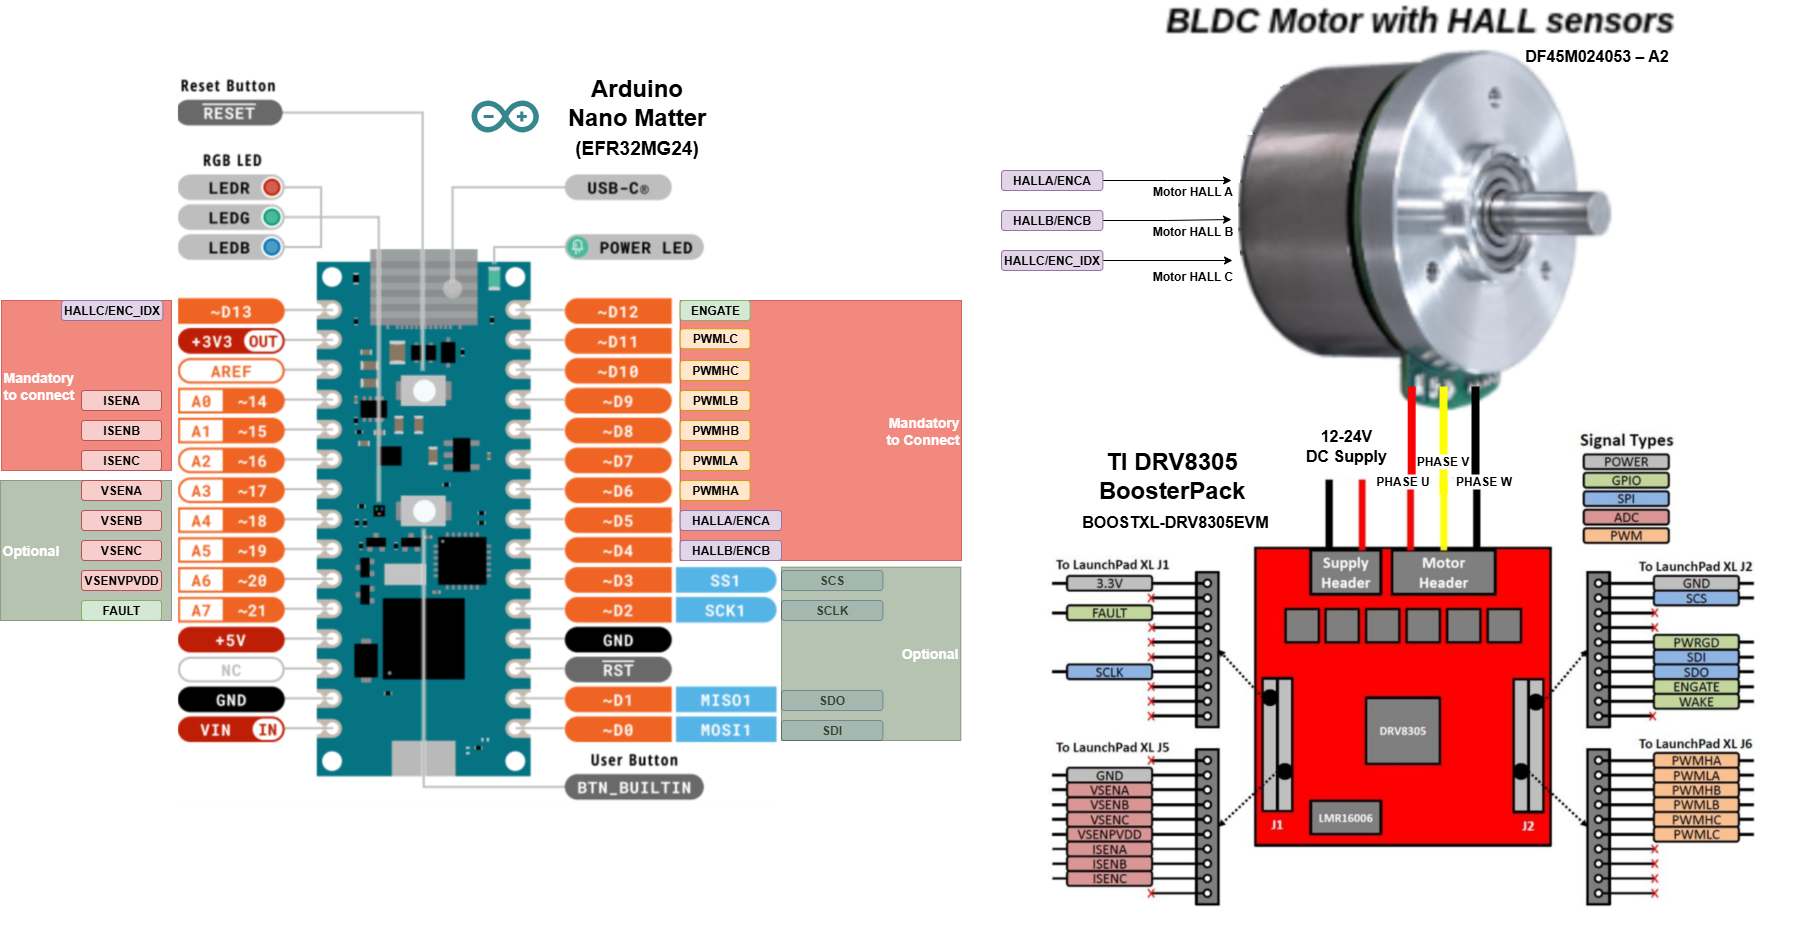 BLDC Motor with HALL sensors
DF45M024053 – A2
Arduino
Nano Matter
(EFR32MG24)
Reset Button
RESET
RGB LED
LEDR
LEDG
LEDB
USB-C®
POWER LED
HALLA/ENCA
Motor HALL A
HALLB/ENCB
Motor HALL B
HALLC/ENC_IDX
Motor HALL C
Mandatory
to connect
HALLC/ENC_IDX ~D13
+3V3 OUT
AREF
ISENA A0 ~14
ISENB A1 ~15
ISENC A2 ~16
Optional
VSENA A3 ~17
VSENB A4 ~18
VSENC A5 ~19
VSENVPVDD A6 ~20
FAULT A7 ~21
+5V
NC
GND
VIN IN
~D12 ENGATE
~D11 PWMLC
~D10 PWMHC
~D9 PWMLB
~D8 PWMHB
~D7 PWMLA
~D6 PWMHA
~D5 HALLA/ENCA
~D4 HALLB/ENCB
Mandatory
to Connect
~D3 SS1 SCS
~D2 SCK1 SCLK
GND
RST
~D1 MISO1 SDO
~D0 MOSI1 SDI
Optional
User Button
BTN_BUILTIN
12-24V
DC Supply
PHASE V
PHASE U
PHASE W
TI DRV8305
BoosterPack
BOOSTXL-DRV8305EVM
Signal Types
POWER
GPIO
SPI
ADC
PWM
Supply
Header
Motor
Header
DRV8305
LMR16006
J1
J2
To LaunchPad XL J1
3.3V
FAULT
SCLK
To LaunchPad XL J5
GND
VSENA
VSENB
VSENC
VSENPVDD
ISENA
ISENB
ISENC
To LaunchPad XL J2
GND
SCS
PWRGD
SDI
SDO
ENGATE
WAKE
To LaunchPad XL J6
PWMHA
PWMLA
PWMHB
PWMLB
PWMHC
PWMLC